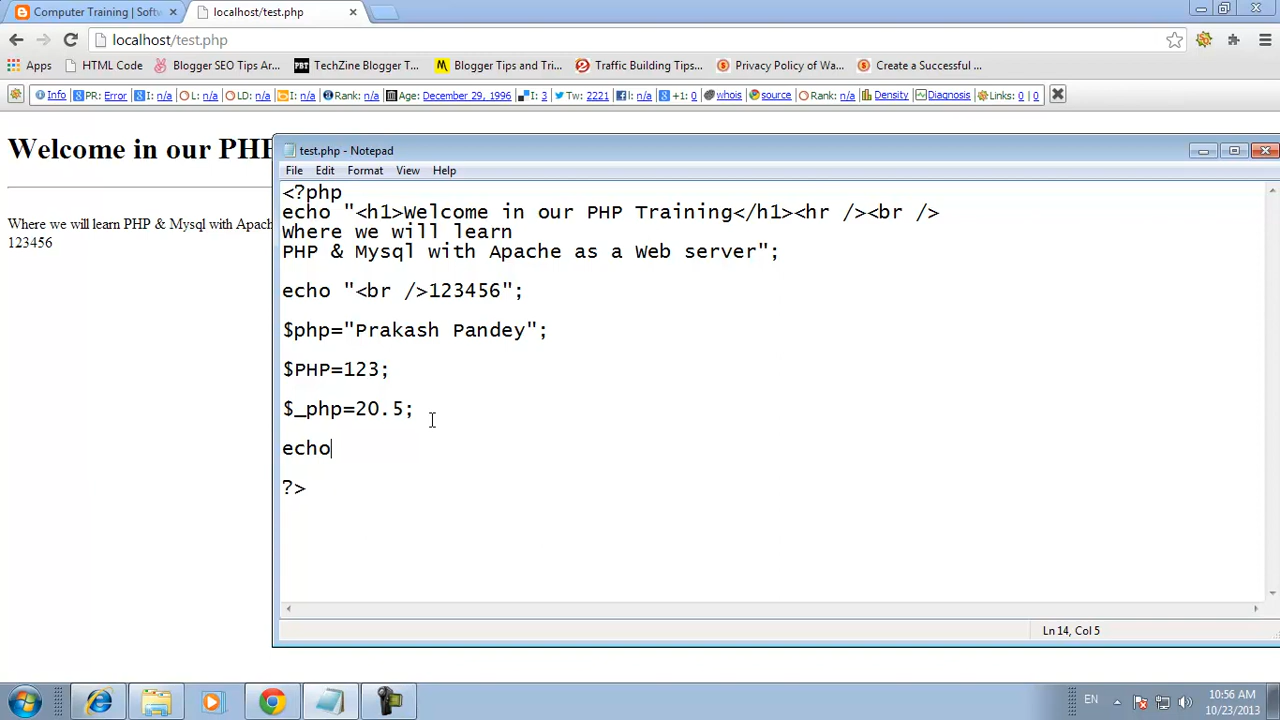 Computer Training | Softw
localhost/test.php
localhost/test.php
Apps HTML Code Blogger SEO Tips Ar... PBT TechZine Blogger T... Blogger Tips and Tri... Traffic Building Tips... Privacy Policy of Wa... Create a Successful ...
Info PR: Error I: n/a L: n/a LD: n/a I: n/a Rank: n/a Age: December 29, 1996 I: 3 Tw: 2221 I: n/a +1: 0 whois source Rank: n/a Density Diagnosis Links: 0 | 0
Welcome in our PHP
Where we will learn PHP & Mysql with Apache
123456
test.php - Notepad
File Edit Format View Help
<?php
echo "<h1>Welcome in our PHP Training</h1><hr /><br />
Where we will learn
PHP & Mysql with Apache as a Web server";
echo "<br />123456";
$php="Prakash Pandey";
$PHP=123;
$_php=20.5;
echo
?>
Ln 14, Col 5
EN
10:56 AM
10/23/2013